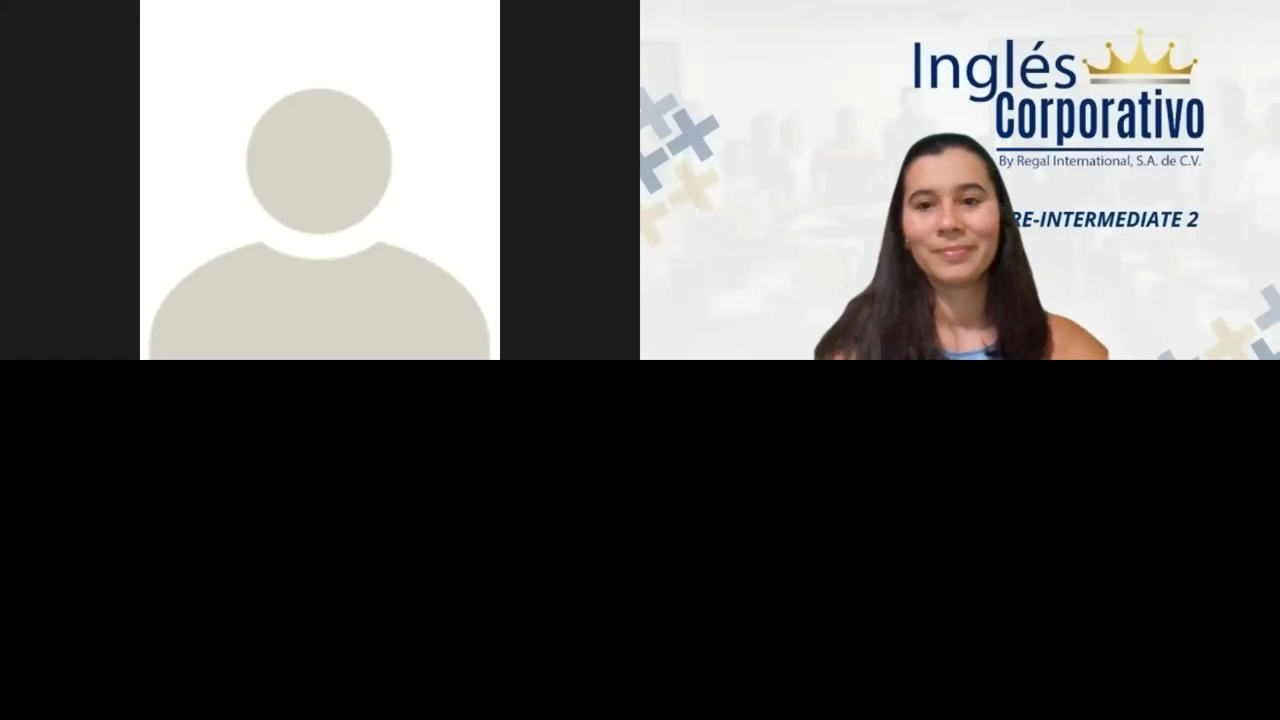 Inglés
Corporativo
By Regal International, S.A. de C.V.
RE-INTERMEDIATE 2